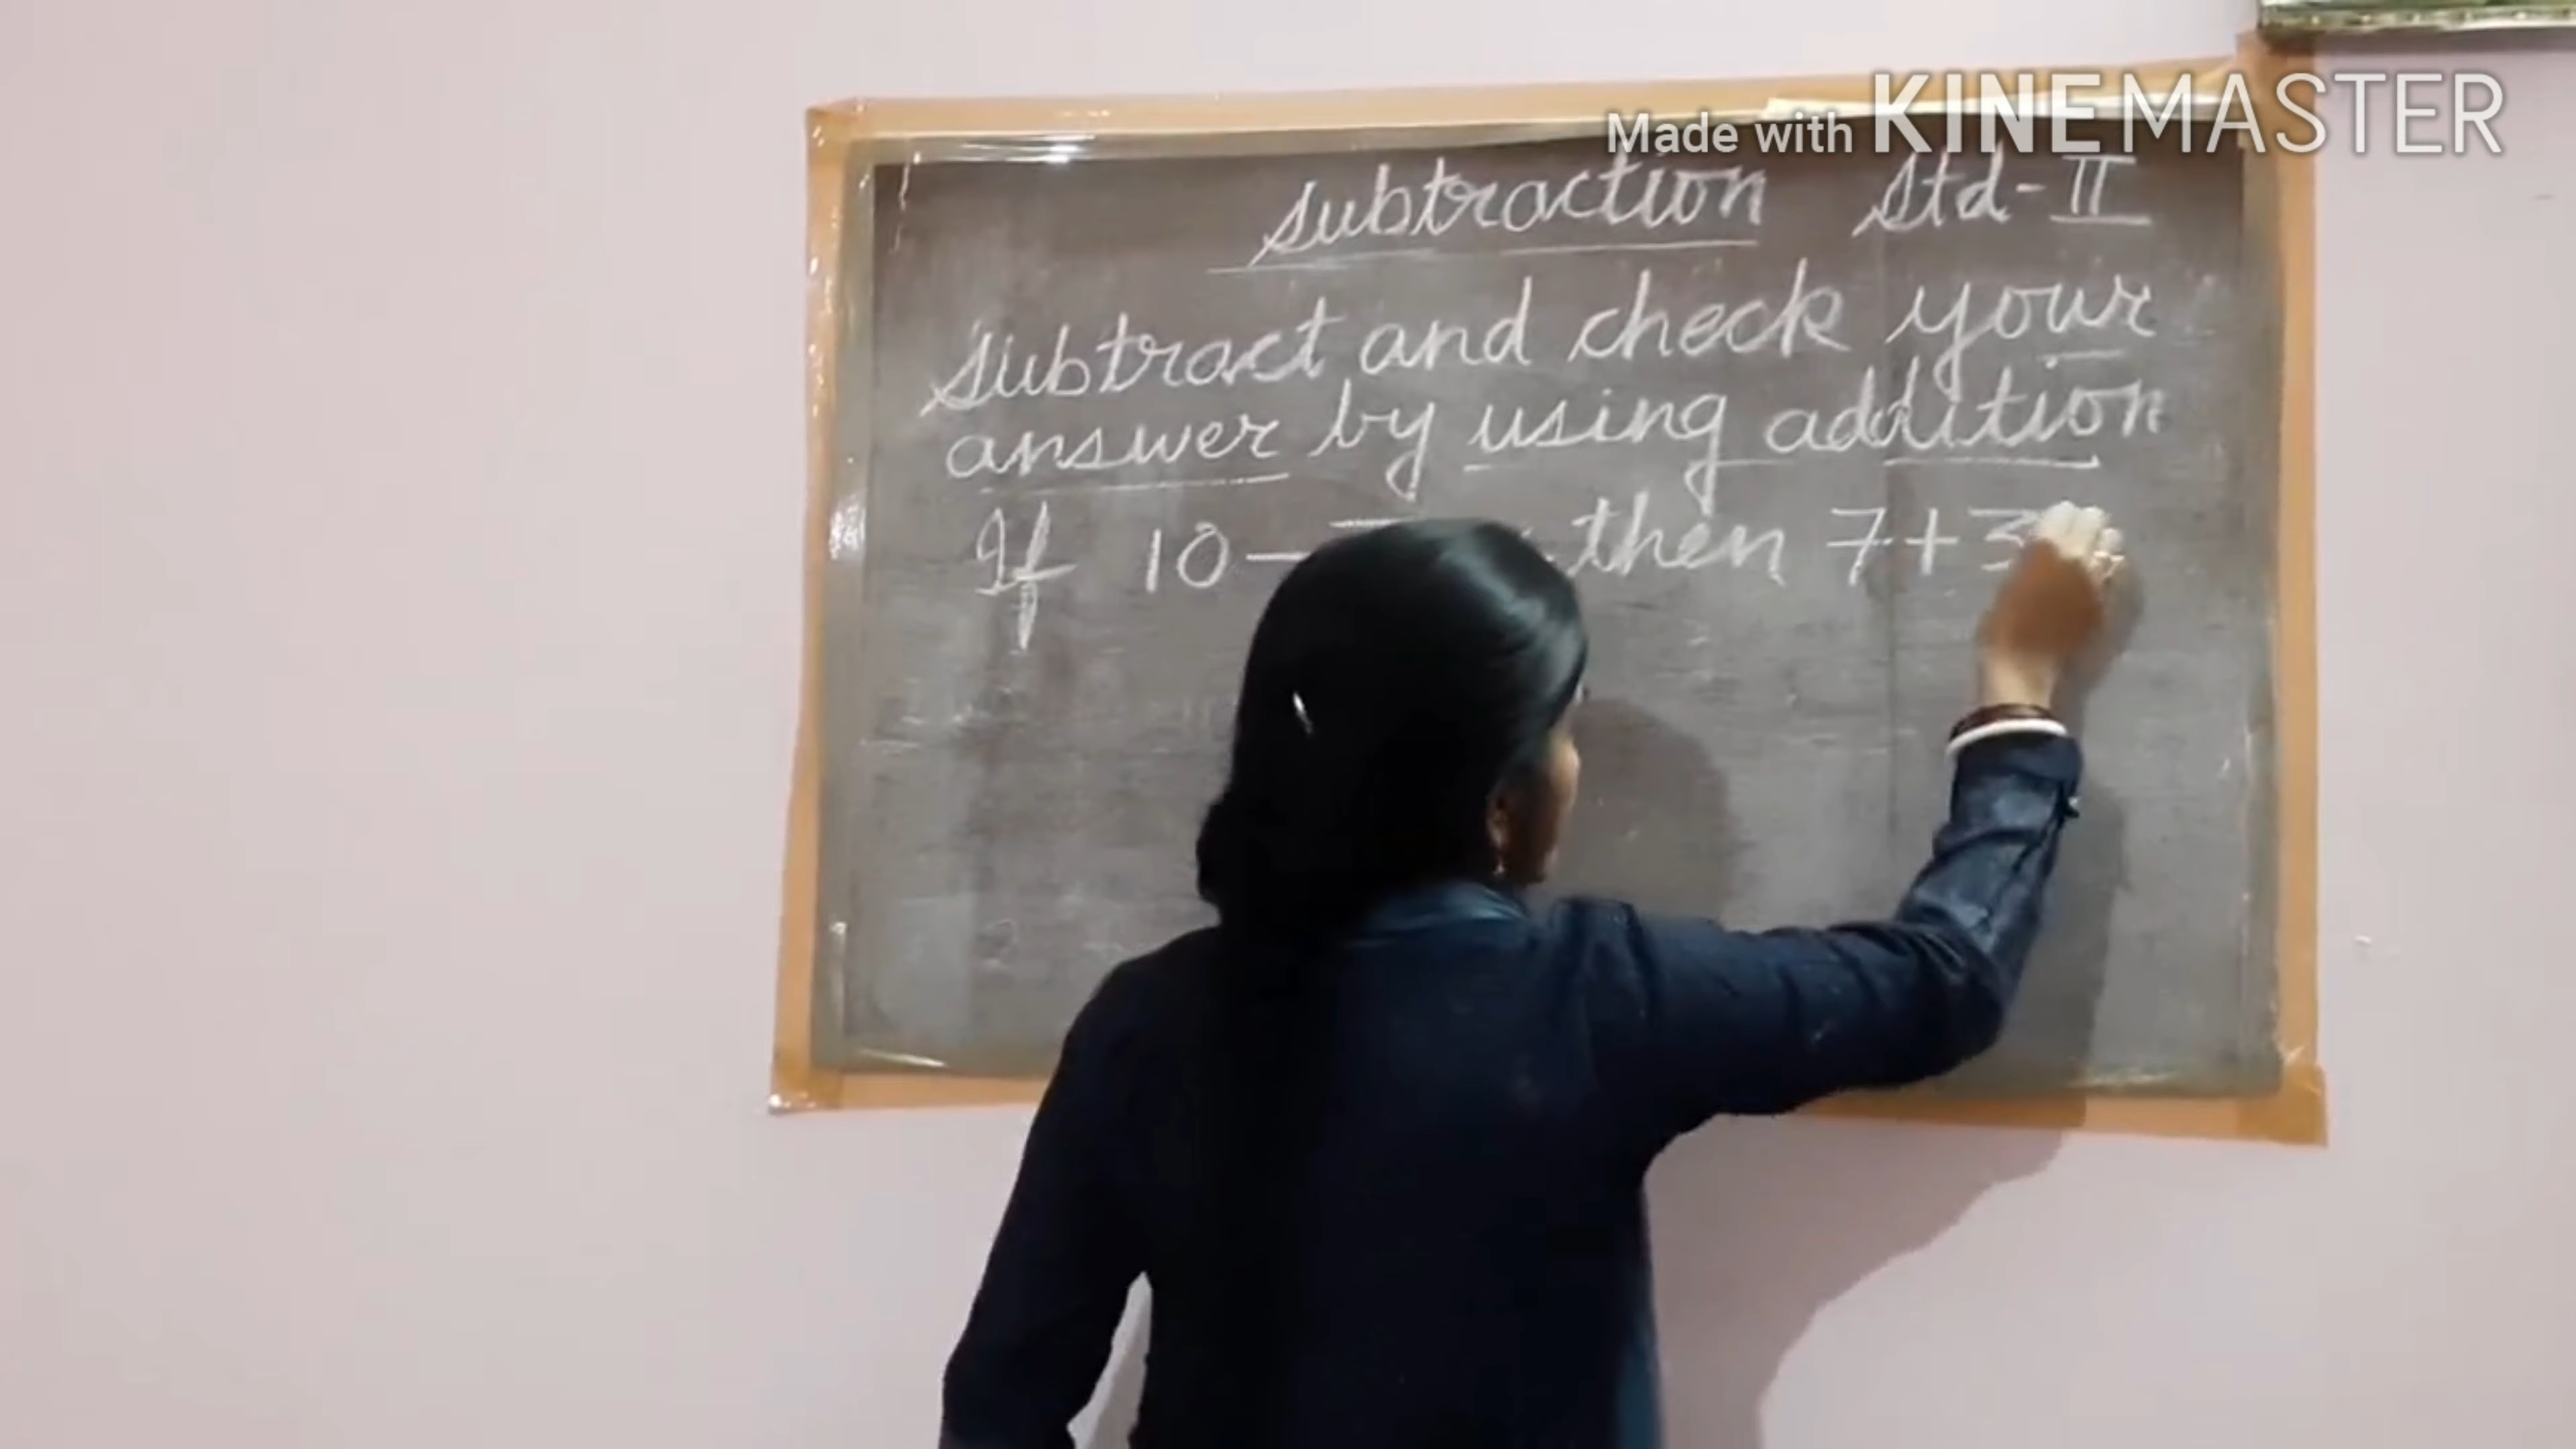 Made with KINEMASTER
Subtraction Std-II
Subtract and check your
answer by using addition
If 10- then 7+3